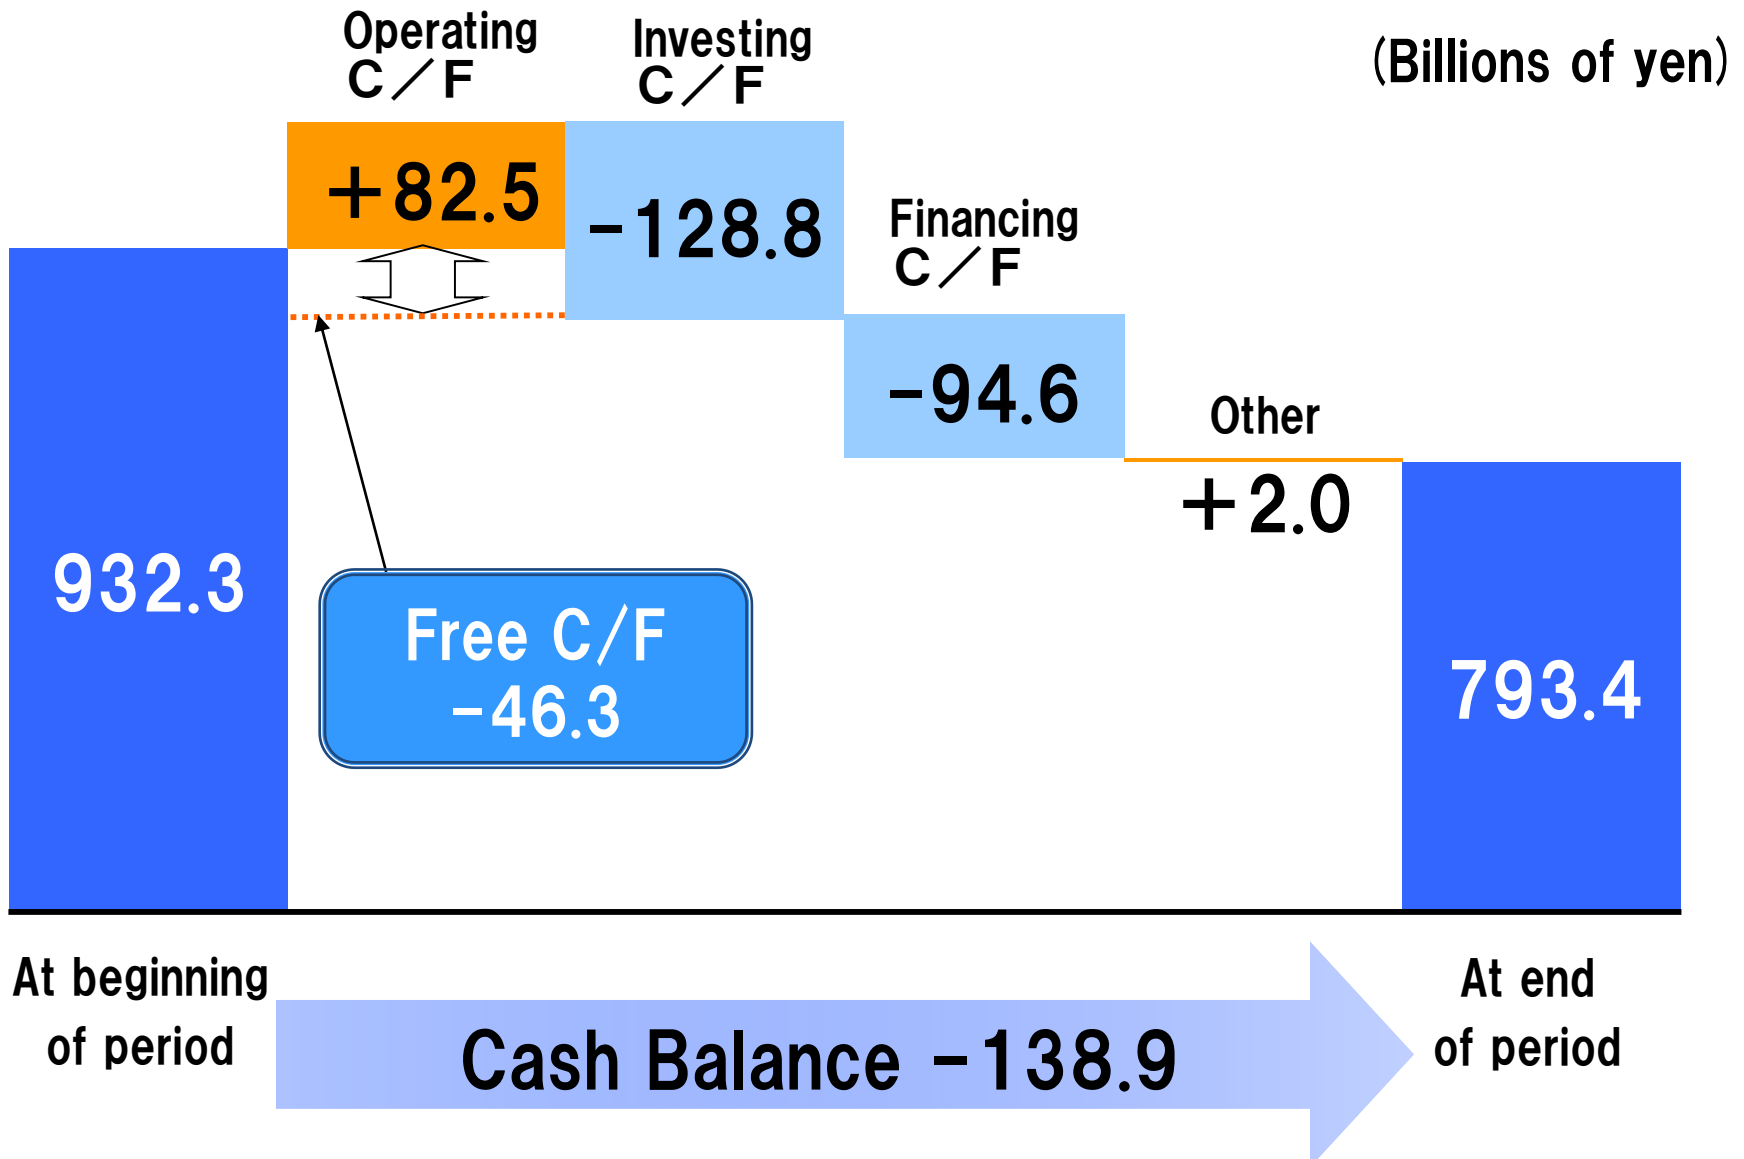 (Billions of yen)
Operating
C／F
Investing
C／F
+82.5
-128.8
Financing
C／F
-94.6
Other
+2.0
932.3
Free C/F
-46.3
793.4
At beginning
of period
Cash Balance -138.9
At end
of period